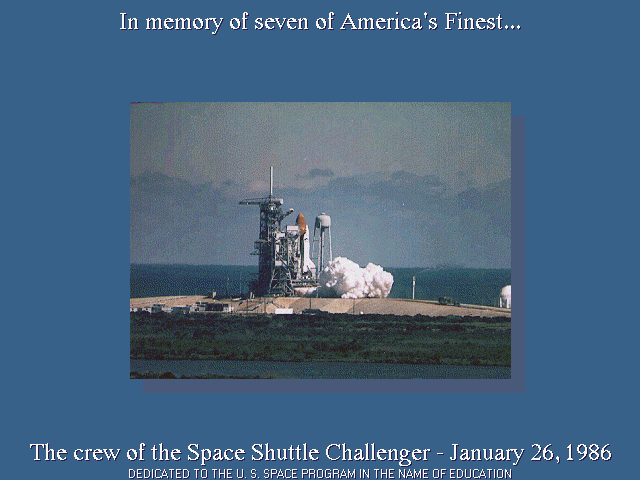 In memory of seven of America's Finest...
The crew of the Space Shuttle Challenger - January 26, 1986
DEDICATED TO THE U. S. SPACE PROGRAM IN THE NAME OF EDUCATION